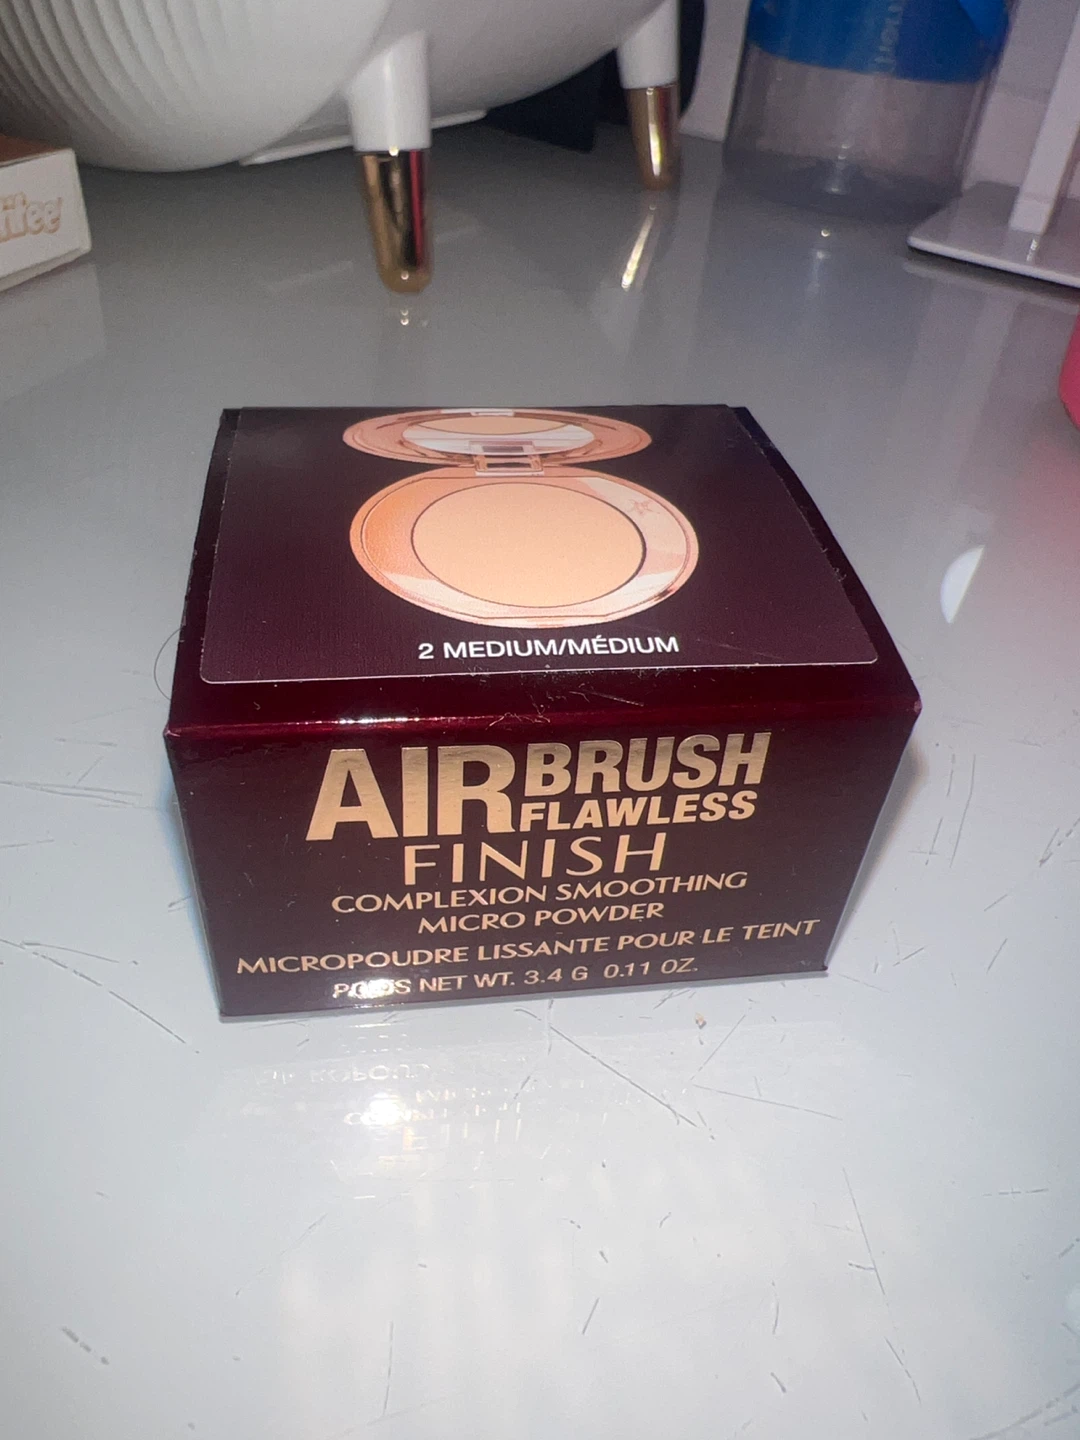 2 MEDIUM/MÉDIUM
AIRBRUSH
FLAWLESS
FINISH
COMPLEXION SMOOTHING
MICRO POWDER
MICROPOUDRE LISSANTE POUR LE TEINT
POIDS NET WT. 3.4 G 0.11 OZ.